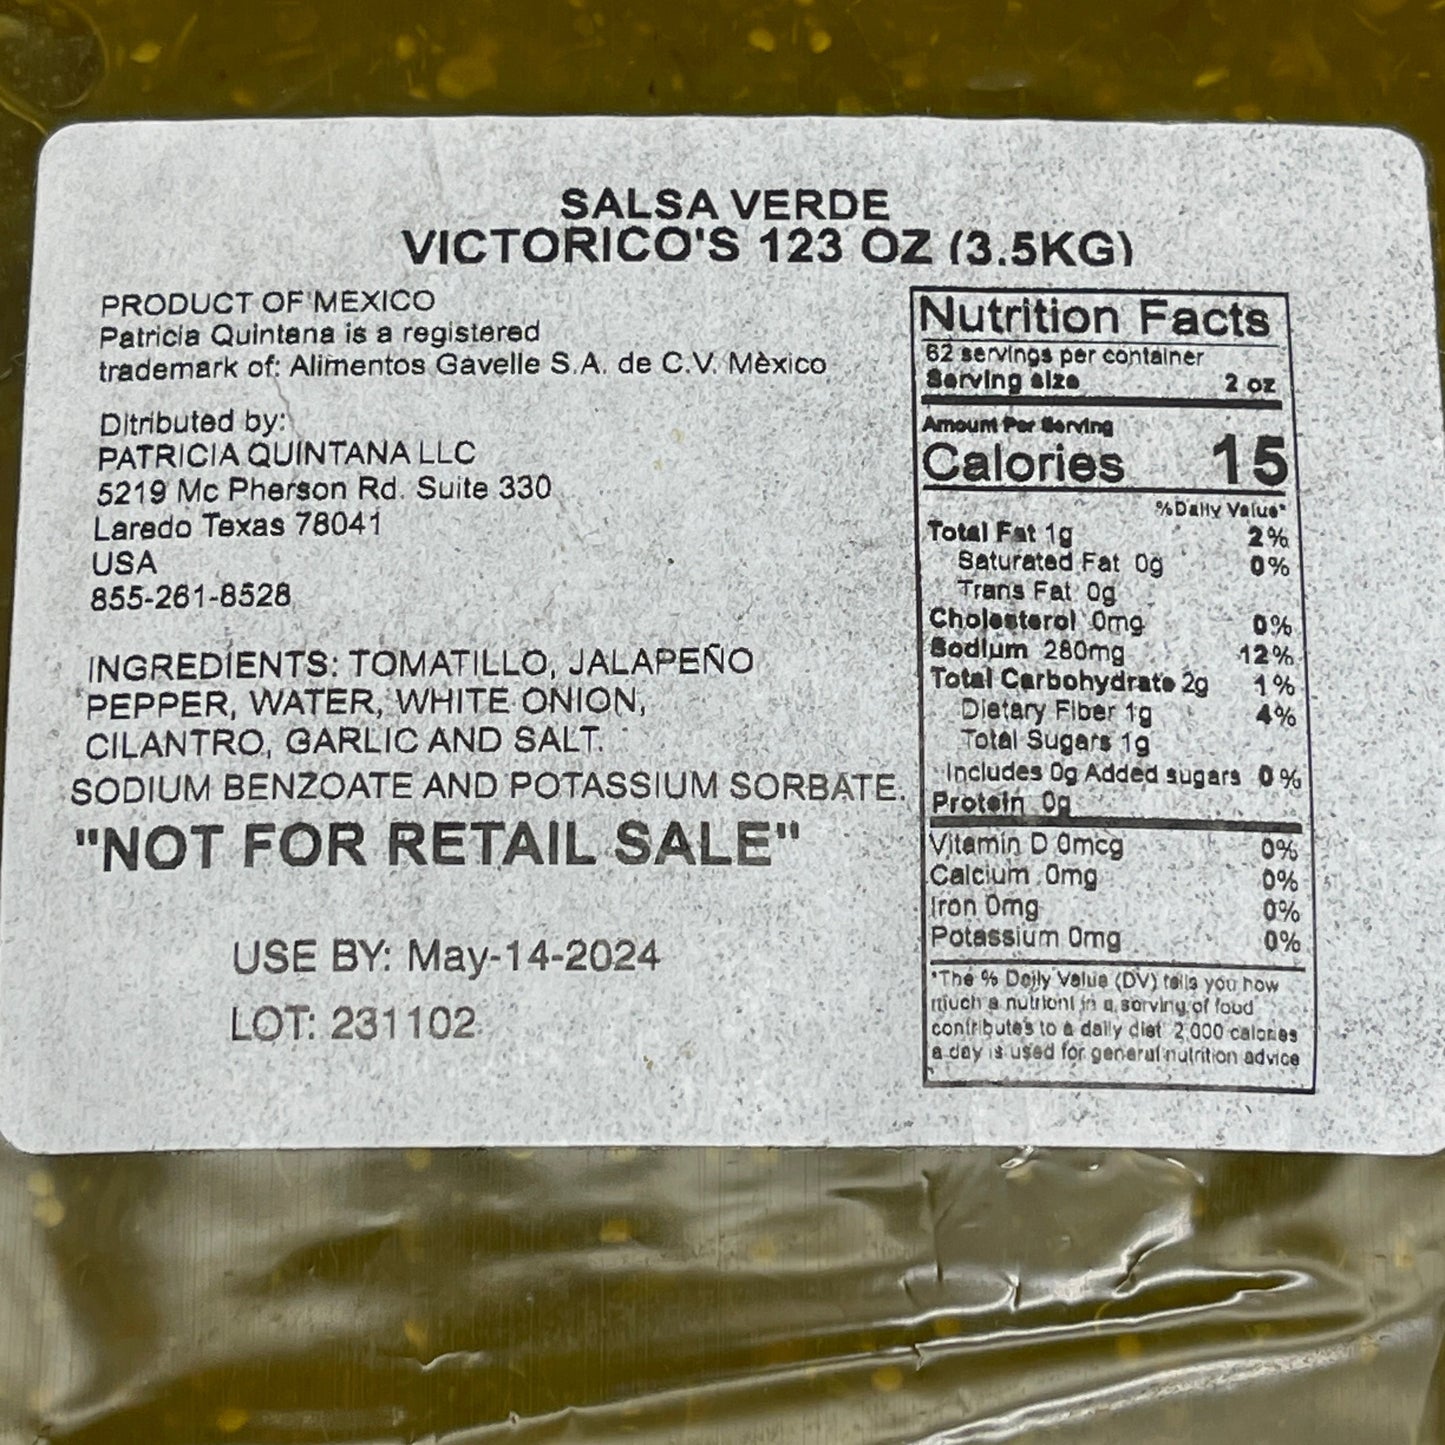 SALSA VERDE
VICTORICO'S 123 OZ (3.5KG)
PRODUCT OF MEXICO
Patricia Quintana is a registered
trademark of: Alimentos Gavelle S.A. de C.V. Mèxico
Ditributed by:
PATRICIA QUINTANA LLC
5219 Mc Pherson Rd. Suite 330
Laredo Texas 78041
USA
855-261-8528
INGREDIENTS: TOMATILLO, JALAPEÑO
PEPPER, WATER, WHITE ONION,
CILANTRO, GARLIC AND SALT.
SODIUM BENZOATE AND POTASSIUM SORBATE.
"NOT FOR RETAIL SALE"
USE BY: May-14-2024
LOT: 231102
Nutrition Facts
62 servings per container
Serving size 2 oz
Amount Per Serving
Calories 15
%Daily Value*
Total Fat 1g 2%
Saturated Fat 0g 0%
Trans Fat 0g
Cholesterol 0mg 0%
Sodium 280mg 12%
Total Carbohydrate 2g 1%
Dietary Fiber 1g 4%
Total Sugars 1g
Includes 0g Added sugars 0%
Protein 0g
Vitamin D 0mcg 0%
Calcium 0mg 0%
Iron 0mg 0%
Potassium 0mg 0%
*The % Daily Value (DV) tells you how
much a nutrient in a serving of food
contributes to a daily diet 2,000 calories
a day is used for general nutrition advice